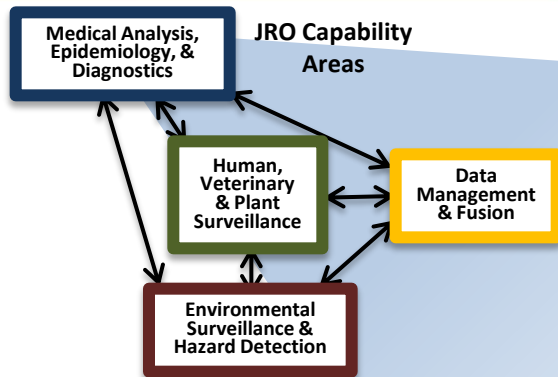 Medical Analysis,
Epidemiology, &
Diagnostics
JRO Capability
Areas
Human,
Veterinary
& Plant
Surveillance
Data
Management
& Fusion
Environmental
Surveillance &
Hazard Detection